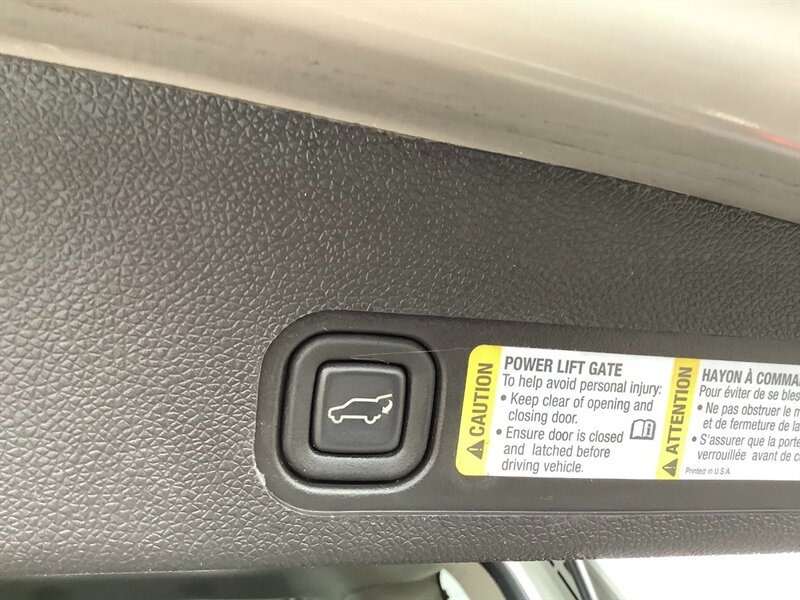 CAUTION
POWER LIFT GATE
To help avoid personal injury:
• Keep clear of opening and
closing door.
• Ensure door is closed
and latched before
driving vehicle.
ATTENTION
HAYON À COMMA
Pour éviter de se bles
• Ne pas obstruer le m
et de fermeture de la
• S'assurer que la porte
verrouillée avant de c
Printed in U.S.A